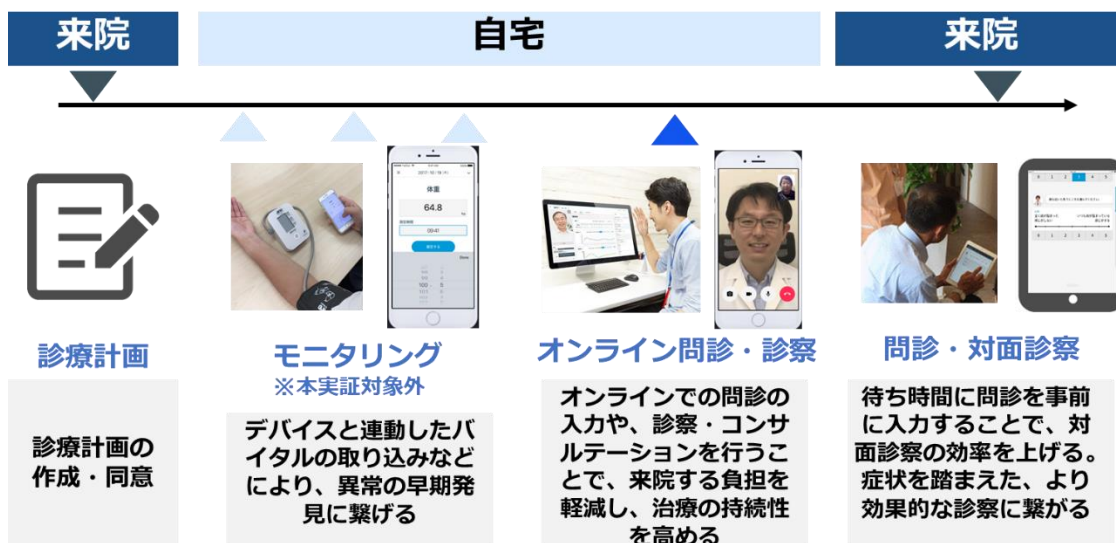 来院
自宅
来院
体重
64.8
診療計画
モニタリング
※本実証対象外
オンライン問診・診察
問診・対面診察
診療計画の
作成・同意
デバイスと連動したバ
イタルの取り込みなど
により、異常の早期発
見に繋げる
オンラインでの問診の
入力や、診察・コンサ
ルテーションを行うこ
とで、来院する負担を
軽減し、治療の持続性
を高める
待ち時間に問診を事前
に入力することで、対
面診察の効率を上げる。
症状を踏まえた、より
効果的な診察に繋がる